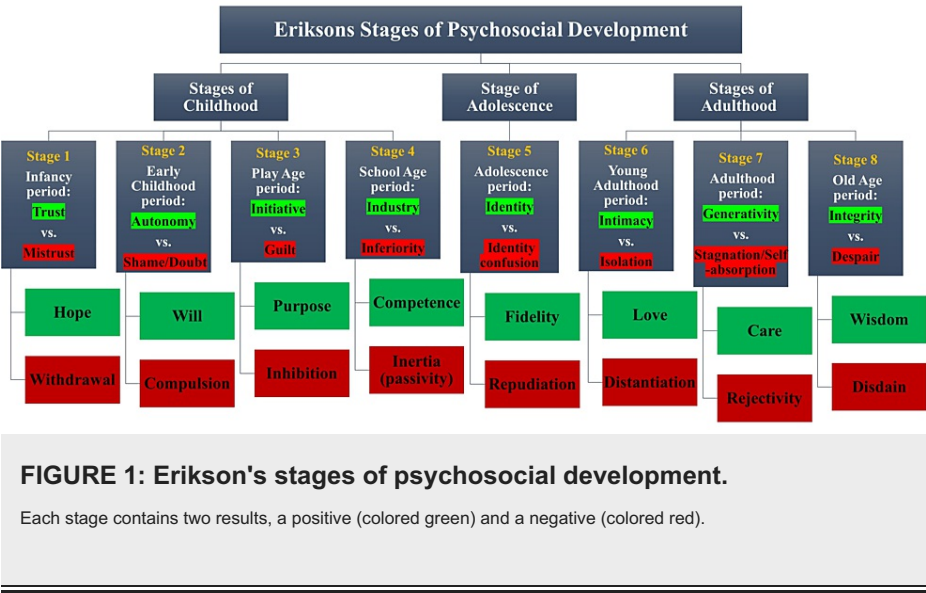 Eriksons Stages of Psychosocial Development
Stages of
Childhood
Stage of
Adolescence
Stages of
Adulthood
Stage 1
Infancy
period:
Trust
vs.
Mistrust
Stage 2
Early
Childhood
period:
Autonomy
vs.
Shame/Doubt
Stage 3
Play Age
period:
Initiative
vs.
Guilt
Stage 4
School Age
period:
Industry
vs.
Inferiority
Stage 5
Adolescence
period:
Identity
vs.
Identity
confusion
Stage 6
Young
Adulthood
period:
Intimacy
vs.
Isolation
Stage 7
Adulthood
period:
Generativity
vs.
Stagnation/Self
-absorption
Stage 8
Old Age
period:
Integrity
vs.
Despair
Hope
Will
Purpose
Competence
Fidelity
Love
Care
Wisdom
Withdrawal
Compulsion
Inhibition
Inertia
(passivity)
Repudiation
Distantiation
Rejectivity
Disdain
FIGURE 1: Erikson's stages of psychosocial development.
Each stage contains two results, a positive (colored green) and a negative (colored red).